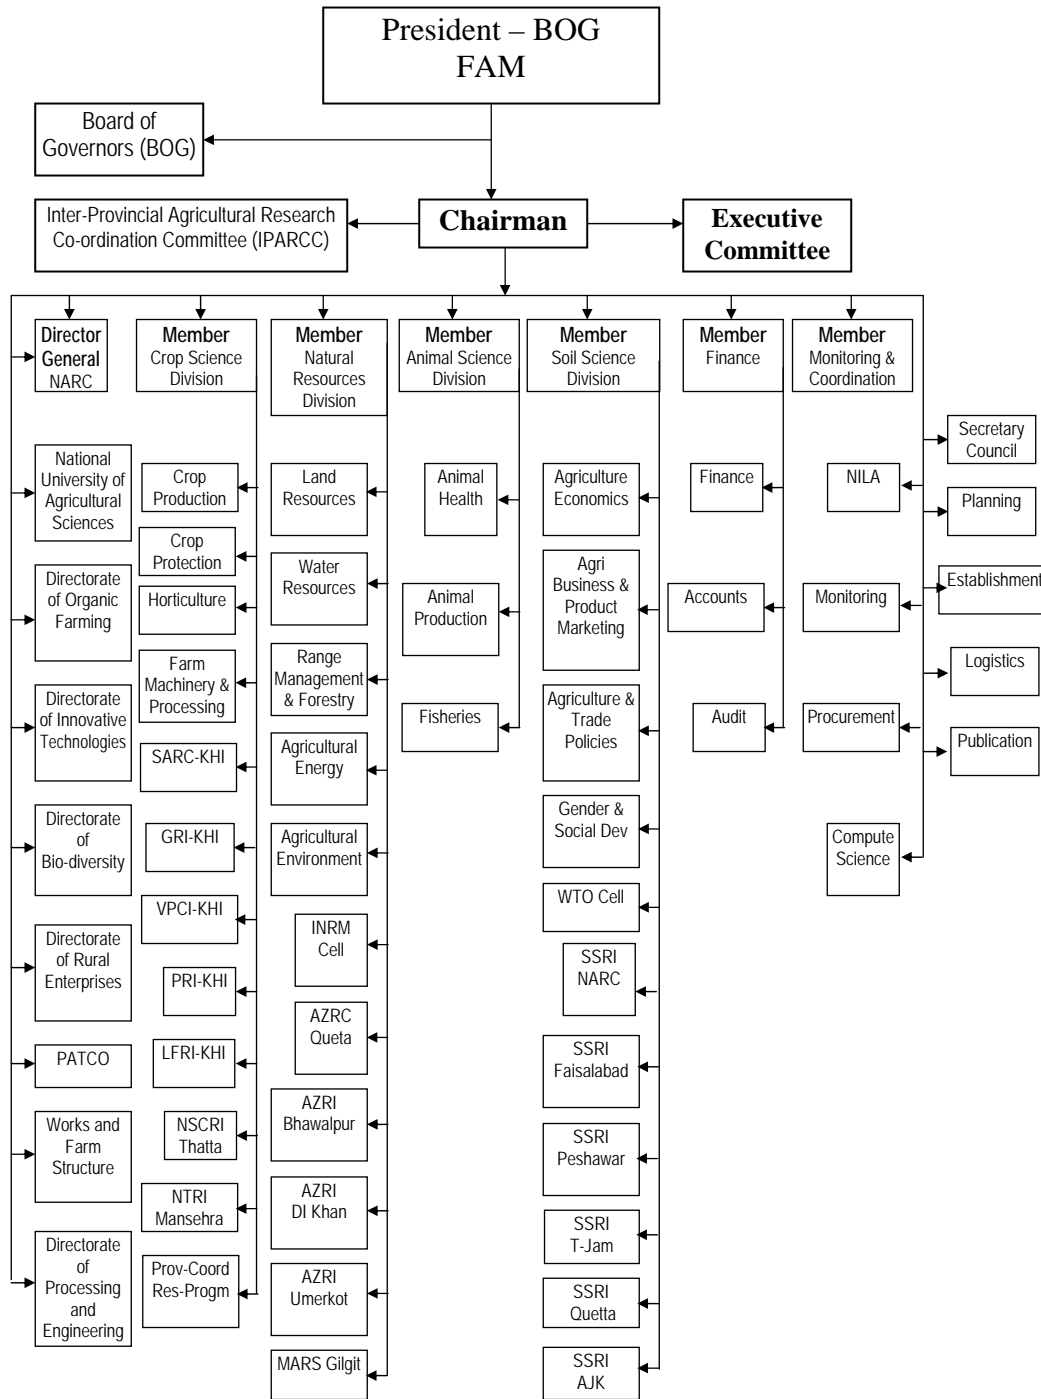 President – BOG
FAM
Board of
Governors (BOG)
Inter-Provincial Agricultural Research
Co-ordination Committee (IPARCC)
Chairman
Executive
Committee
Director
General
NARC
Member
Crop Science
Division
Member
Natural
Resources
Division
Member
Animal Science
Division
Member
Soil Science
Division
Member
Finance
Member
Monitoring &
Coordination
National
University of
Agricultural
Sciences
Directorate
of Organic
Farming
Directorate
of Innovative
Technologies
Directorate
of
Bio-diversity
Directorate
of Rural
Enterprises
PATCO
Works and
Farm
Structure
Directorate
of
Processing
and
Engineering
Crop
Production
Crop
Protection
Horticulture
Farm
Machinery &
Processing
SARC-KHI
GRI-KHI
VPCI-KHI
PRI-KHI
LFRI-KHI
NSCRI
Thatta
NTRI
Mansehra
Prov-Coord
Res-Progm
Land
Resources
Water
Resources
Range
Management
& Forestry
Agricultural
Energy
Agricultural
Environment
INRM
Cell
AZRC
Queta
AZRI
Bhawalpur
AZRI
DI Khan
AZRI
Umerkot
MARS Gilgit
Animal
Health
Animal
Production
Fisheries
Agriculture
Economics
Agri
Business &
Product
Marketing
Agriculture &
Trade
Policies
Gender &
Social Dev
WTO Cell
SSRI
NARC
SSRI
Faisalabad
SSRI
Peshawar
SSRI
T-Jam
SSRI
Quetta
SSRI
AJK
Finance
Accounts
Audit
NILA
Monitoring
Procurement
Compute
Science
Secretary
Council
Planning
Establishment
Logistics
Publication